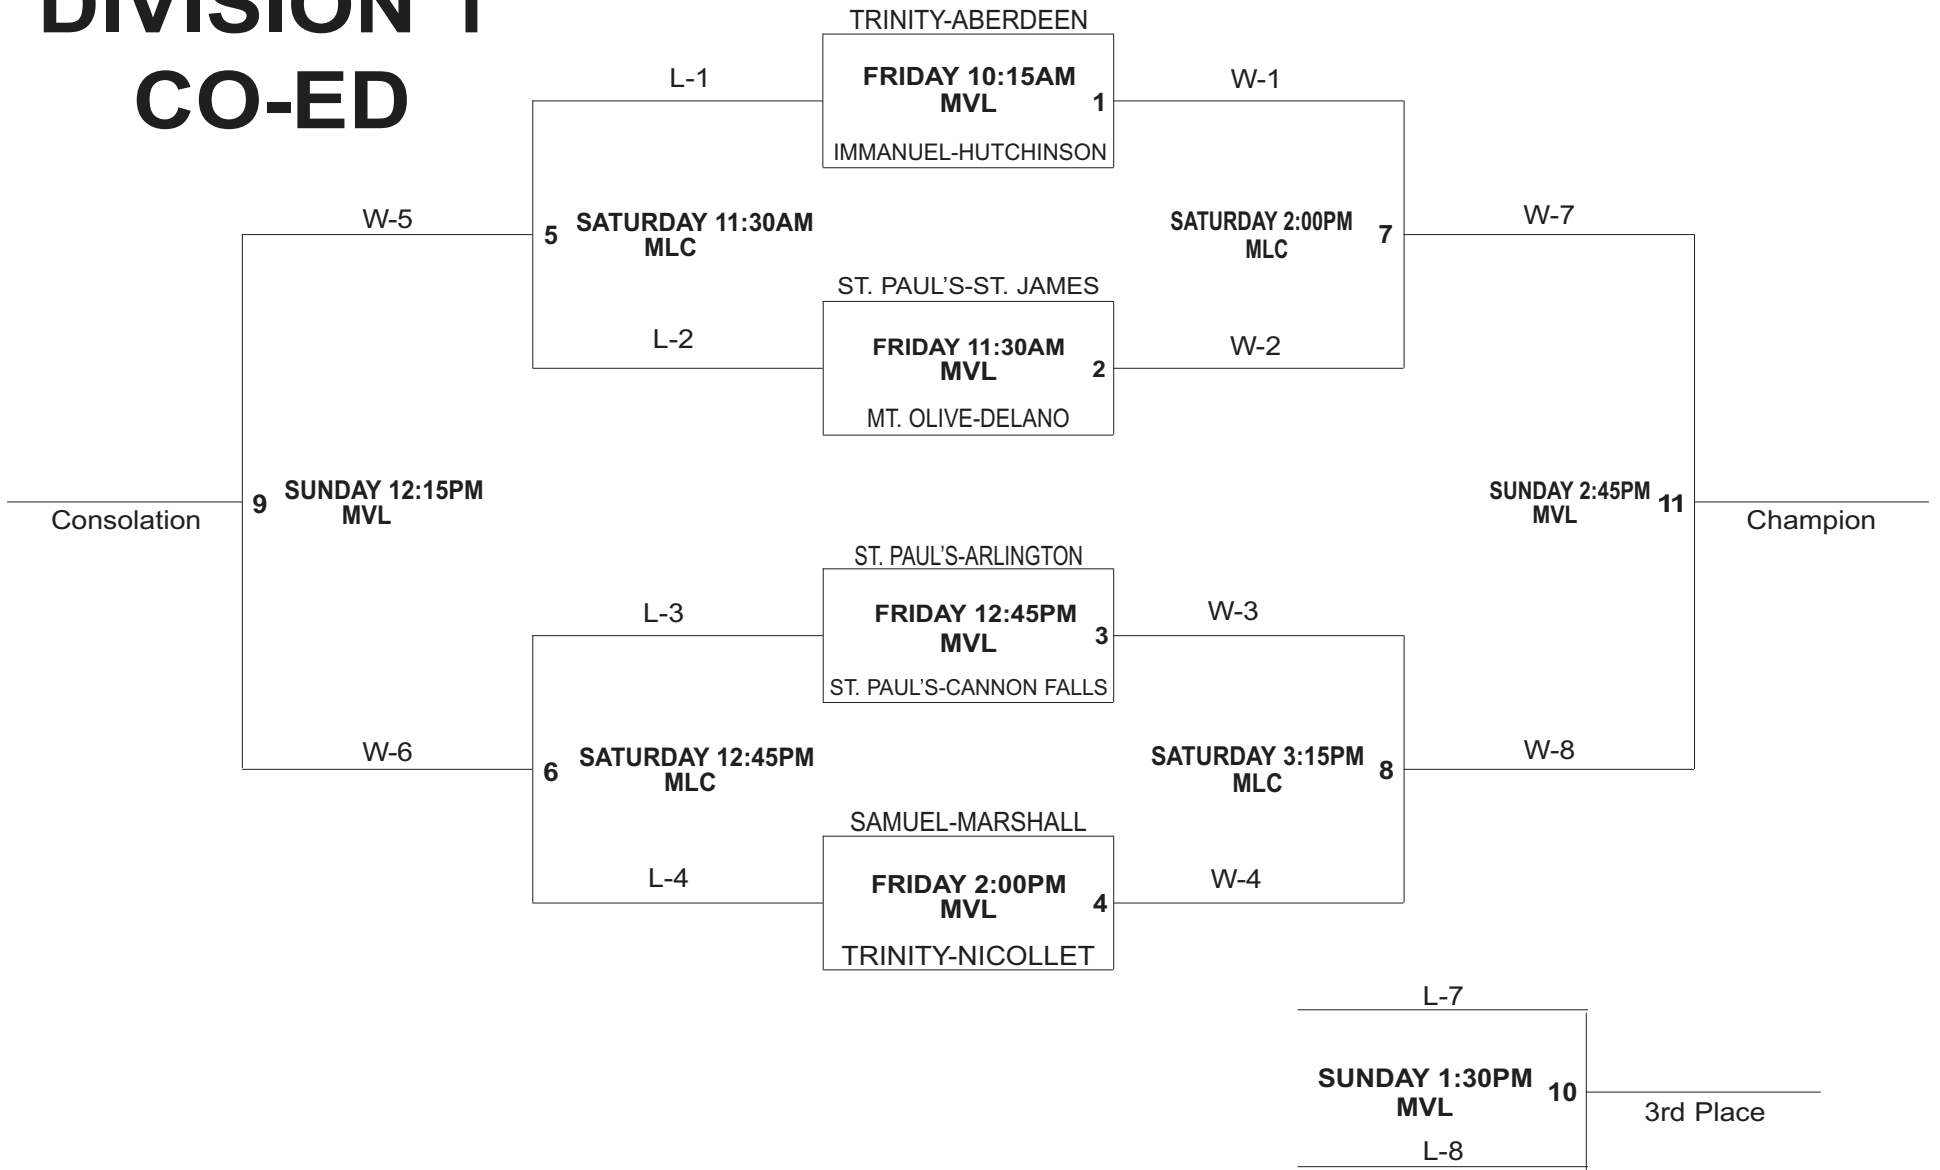 DIVISION 1
CO-ED
TRINITY-ABERDEEN
L-1
FRIDAY 10:15AM
MVL
1
W-1
IMMANUEL-HUTCHINSON
W-5
5
SATURDAY 11:30AM
MLC
SATURDAY 2:00PM
MLC
7
W-7
ST. PAUL'S-ST. JAMES
L-2
FRIDAY 11:30AM
MVL
2
W-2
MT. OLIVE-DELANO
Consolation
9
SUNDAY 12:15PM
MVL
SUNDAY 2:45PM
MVL
11
Champion
ST. PAUL'S-ARLINGTON
L-3
FRIDAY 12:45PM
MVL
3
W-3
ST. PAUL'S-CANNON FALLS
W-6
6
SATURDAY 12:45PM
MLC
SATURDAY 3:15PM
MLC
8
W-8
SAMUEL-MARSHALL
L-4
FRIDAY 2:00PM
MVL
4
W-4
TRINITY-NICOLLET
L-7
SUNDAY 1:30PM
MVL
10
3rd Place
L-8